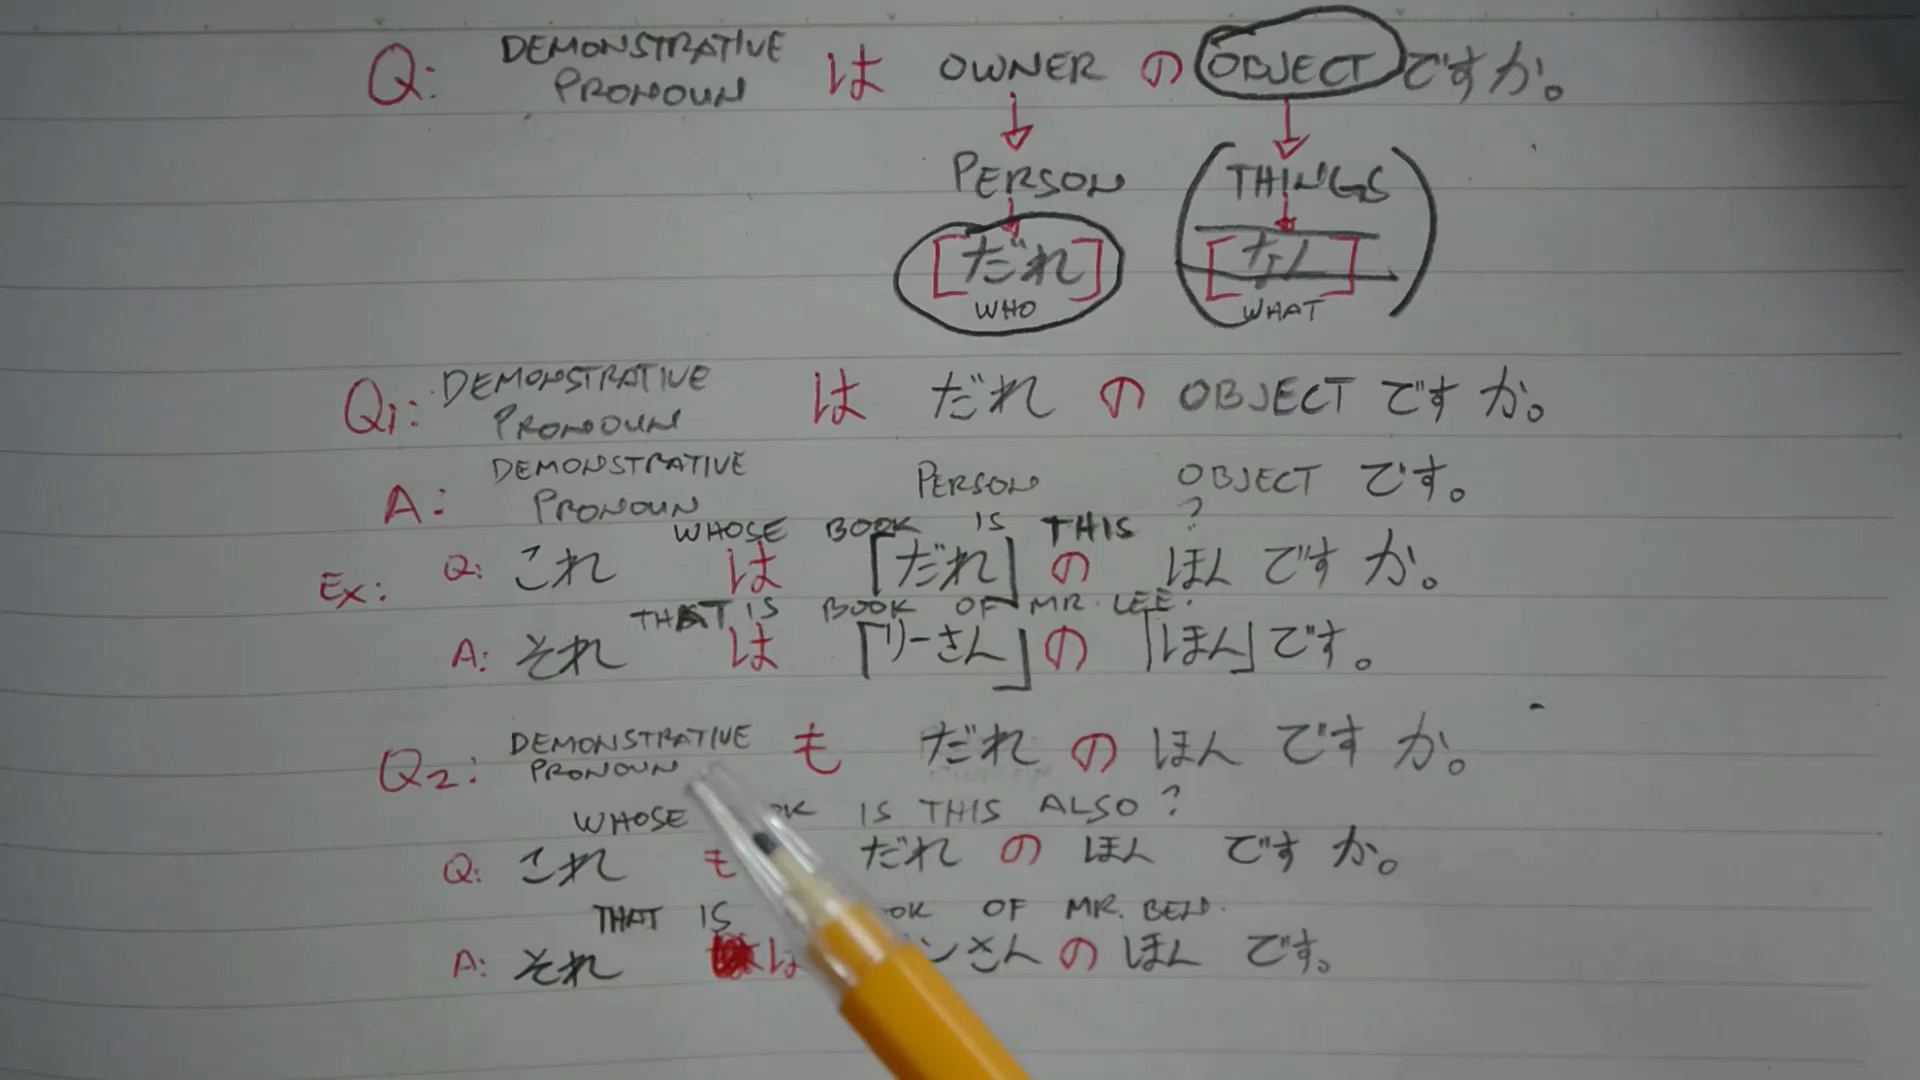 Q: DEMONSTRATIVE PRONOUN は OWNER の OBJECT ですか。
PERSON THINGS
[だれ] [なん]
WHO WHAT
Q1: DEMONSTRATIVE PRONOUN は だれ の OBJECT ですか。
A: DEMONSTRATIVE PRONOUN PERSON OBJECT です。
WHOSE BOOK IS THIS ?
Ex: Q: これ は 「だれ」 の ほん です か。
THAT IS BOOK OF MR. LEE.
A: それ は 「リーさん」 の 「ほん」 です。
Q2: DEMONSTRATIVE PRONOUN も だれ の ほん です か。
WHOSE IS THIS ALSO ?
Q: これ も だれ の ほん です か。
THAT IS OF MR. BEN.
A: それ は ンさん の ほん です。